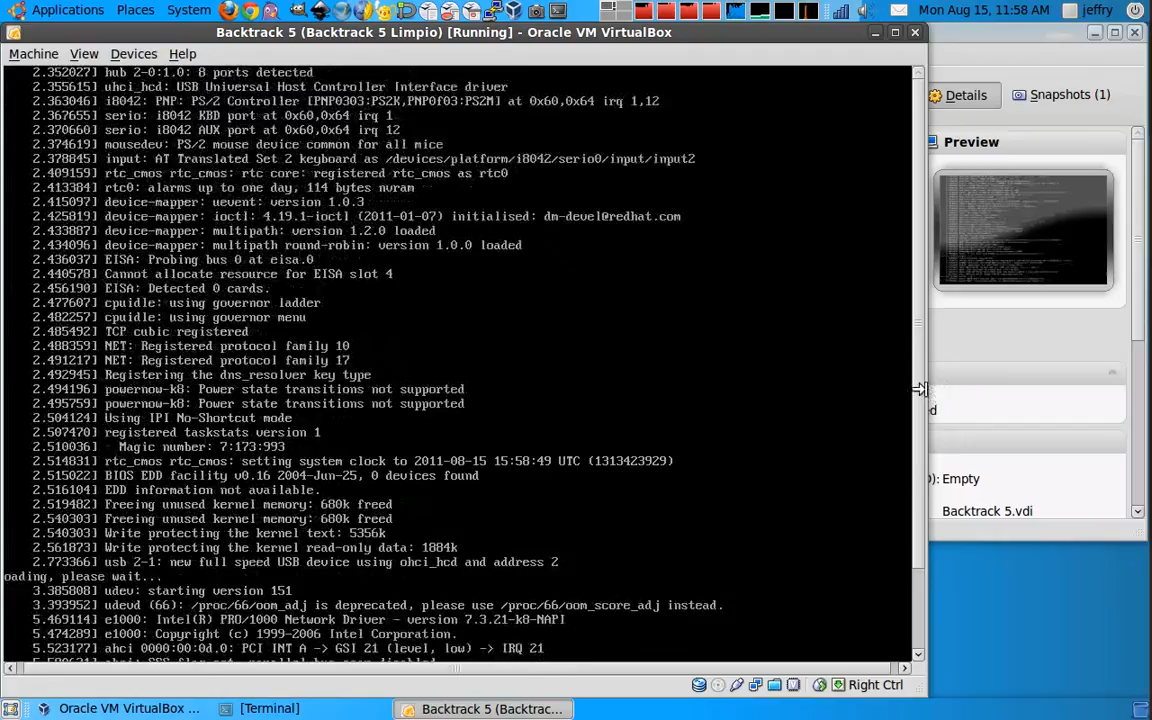 Applications Places System Mon Aug 15, 11:58 AM jeffry
Backtrack 5 (Backtrack 5 Limpio) [Running] - Oracle VM VirtualBox
Machine View Devices Help
2.352027] hub 2-0:1.0: 8 ports detected
2.355615] uhci_hcd: USB Universal Host Controller Interface driver
2.363046] i8042: PNP: PS/2 Controller [PNP0303:PS2K,PNP0f03:PS2M] at 0x60,0x64 irq 1,12
2.367655] serio: i8042 KBD port at 0x60,0x64 irq 1
2.370660] serio: i8042 AUX port at 0x60,0x64 irq 12
2.374619] mousedev: PS/2 mouse device common for all mice
2.378845] input: AT Translated Set 2 keyboard as /devices/platform/i8042/serio0/input/input2
2.409159] rtc_cmos rtc_cmos: rtc core: registered rtc_cmos as rtc0
2.413384] rtc0: alarms up to one day, 114 bytes nvram
2.415097] device-mapper: uevent: version 1.0.3
2.425819] device-mapper: ioctl: 4.19.1-ioctl (2011-01-07) initialised: dm-devel@redhat.com
2.433887] device-mapper: multipath: version 1.2.0 loaded
2.434096] device-mapper: multipath round-robin: version 1.0.0 loaded
2.436037] EISA: Probing bus 0 at eisa.0
2.440578] Cannot allocate resource for EISA slot 4
2.456190] EISA: Detected 0 cards.
2.477607] cpuidle: using governor ladder
2.482257] cpuidle: using governor menu
2.485492] TCP cubic registered
2.488359] NET: Registered protocol family 10
2.491217] NET: Registered protocol family 17
2.492945] Registering the dns_resolver key type
2.494196] powernow-k8: Power state transitions not supported
2.495759] powernow-k8: Power state transitions not supported
2.504124] Using IPI No-Shortcut mode
2.507470] registered taskstats version 1
2.510036]   Magic number: 7:173:993
2.514831] rtc_cmos rtc_cmos: setting system clock to 2011-08-15 15:58:49 UTC (1313423929)
2.515022] BIOS EDD facility v0.16 2004-Jun-25, 0 devices found
2.516104] EDD information not available.
2.519482] Freeing unused kernel memory: 680k freed
2.540303] Freeing unused kernel memory: 680k freed
2.540303] Write protecting the kernel text: 5356k
2.561873] Write protecting the kernel read-only data: 1884k
2.773366] usb 2-1: new full speed USB device using ohci_hcd and address 2
oading, please wait...
3.385808] udev: starting version 151
3.393952] udevd (66): /proc/66/oom_adj is deprecated, please use /proc/66/oom_score_adj instead.
5.469114] e1000: Intel(R) PRO/1000 Network Driver - version 7.3.21-k8-NAPI
5.474289] e1000: Copyright (c) 1999-2006 Intel Corporation.
5.523177] ahci 0000:00:0d.0: PCI INT A -> GSI 21 (level, low) -> IRQ 21
Right Ctrl
Details Snapshots (1)
Preview
ed
): Empty
Backtrack 5.vdi
Oracle VM VirtualBox ... [Terminal] Backtrack 5 (Backtrac...